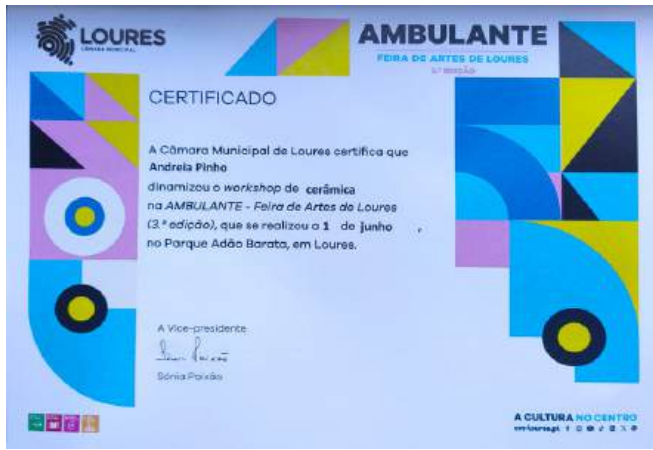 LOURES
CÂMARA MUNICIPAL
AMBULANTE
FEIRA DE ARTES DE LOURES
3.ª EDIÇÃO
CERTIFICADO
A Câmara Municipal de Loures certifica que
Andreia Pinho
dinamizou o workshop de cerâmica
na AMBULANTE - Feira de Artes de Loures
(3.ª edição), que se realizou a 1 de junho ,
no Parque Adão Barata, em Loures.
A Vice-presidente
Sónia Paixão
A CULTURA NO CENTRO